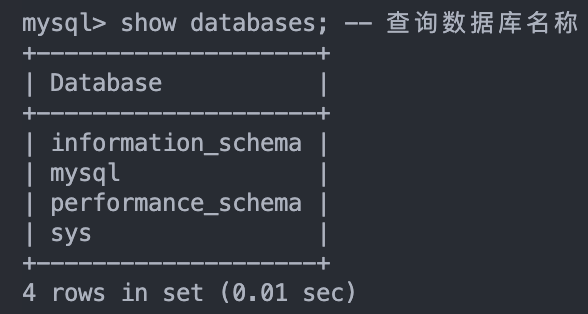 mysql> show databases; -- 查询数据库名称
+--------------------+
| Database           |
+--------------------+
| information_schema |
| mysql              |
| performance_schema |
| sys                |
+--------------------+
4 rows in set (0.01 sec)